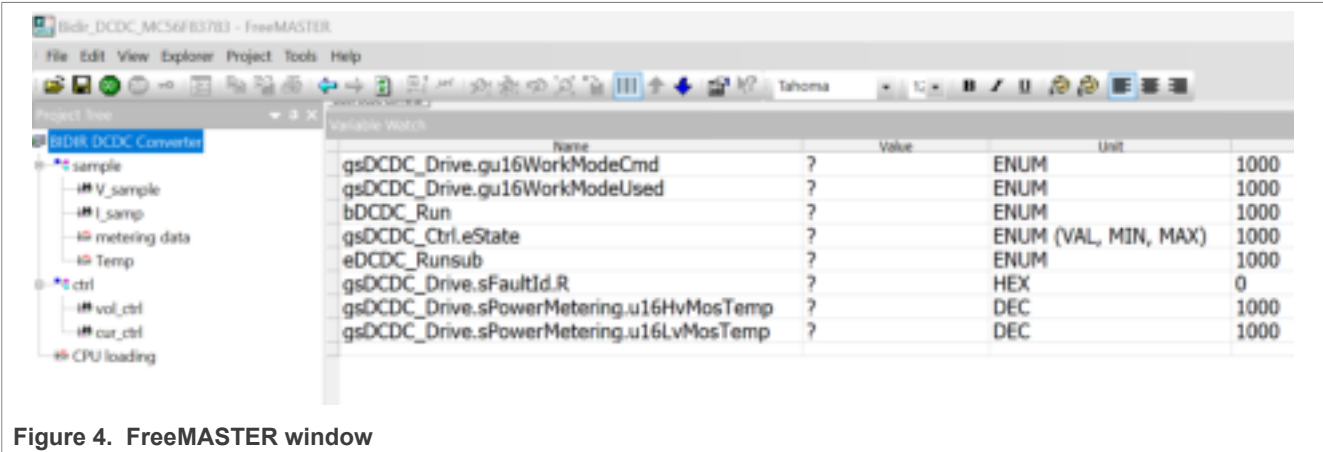 Bidir_DCDC_MC56F83783 - FreeMASTER
File Edit View Explorer Project Tools Help
Tahoma B I U
Project Tree
Variable Watch
BIDIR DCDC Converter
sample
V_sample
I_samp
metering data
Temp
ctrl
vol_ctrl
cur_ctrl
CPU loading
Name Value Unit
gsDCDC_Drive.gu16WorkModeCmd ? ENUM 1000
gsDCDC_Drive.gu16WorkModeUsed ? ENUM 1000
bDCDC_Run ? ENUM 1000
gsDCDC_Ctrl.eState ? ENUM (VAL, MIN, MAX) 1000
eDCDC_Runsub ? ENUM 1000
gsDCDC_Drive.sFaultId.R ? HEX 0
gsDCDC_Drive.sPowerMetering.u16HvMosTemp ? DEC 1000
gsDCDC_Drive.sPowerMetering.u16LvMosTemp ? DEC 1000
Figure 4. FreeMASTER window